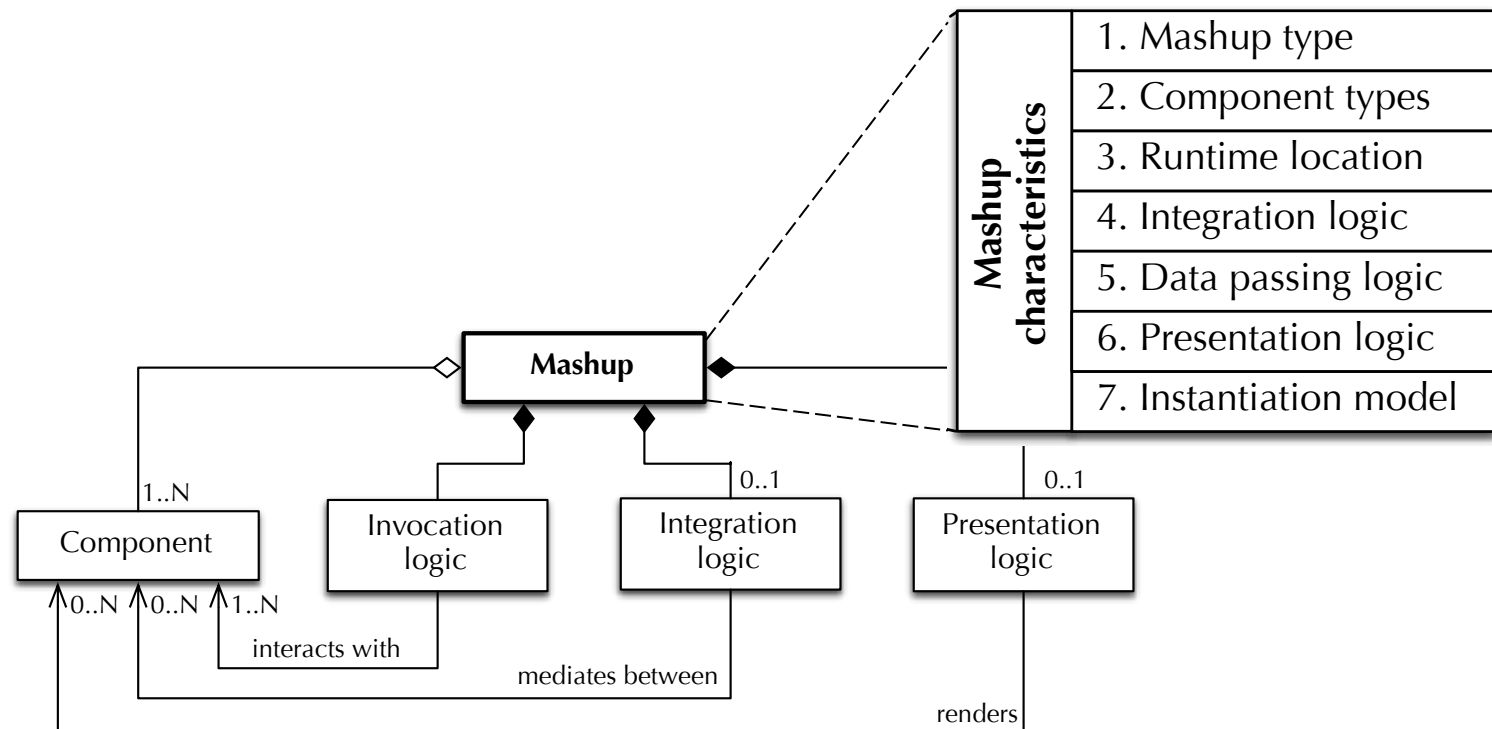 Mashup
characteristics
1. Mashup type
2. Component types
3. Runtime location
4. Integration logic
5. Data passing logic
6. Presentation logic
7. Instantiation model
Mashup
1..N
0..1
0..1
Component
Invocation
logic
Integration
logic
Presentation
logic
0..N
0..N
1..N
interacts with
mediates between
renders